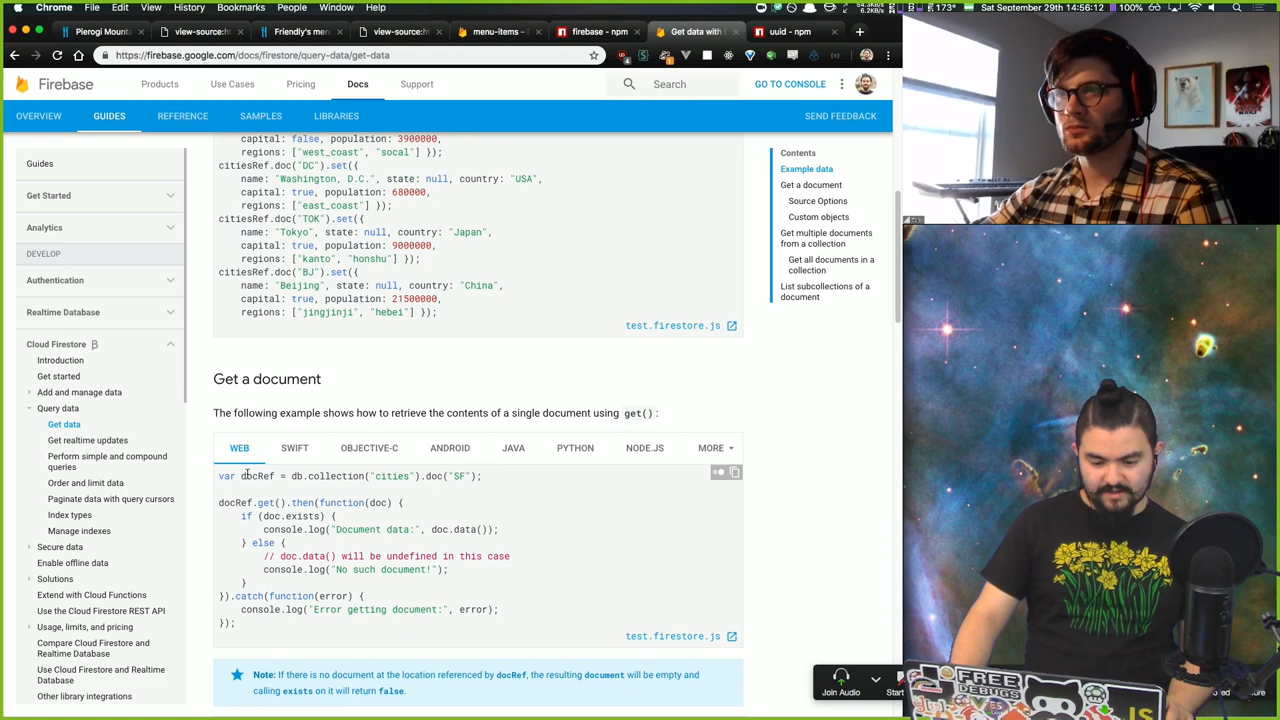 Chrome File Edit View History Bookmarks People Window Help
54.3KB/s
6.2KB/s
173°
100%
Sat September 29th 14:56:12
Pierogi Mounta
view-source:ht
Friendly's men
view-source:ht
menu-items –
firebase - npm
Get data with
uuid - npm
https://firebase.google.com/docs/firestore/query-data/get-data
Firebase
Products
Use Cases
Pricing
Docs
Support
Search
GO TO CONSOLE
OVERVIEW
GUIDES
REFERENCE
SAMPLES
LIBRARIES
SEND FEEDBACK
Guides
Get Started
Analytics
DEVELOP
Authentication
Realtime Database
Cloud Firestore β
Introduction
Get started
Add and manage data
Query data
Get data
Get realtime updates
Perform simple and compound
queries
Order and limit data
Paginate data with query cursors
Index types
Manage indexes
Secure data
Enable offline data
Solutions
Extend with Cloud Functions
Use the Cloud Firestore REST API
Usage, limits, and pricing
Compare Cloud Firestore and
Realtime Database
Use Cloud Firestore and Realtime
Database
Other library integrations
capital: false, population: 3900000,
regions: ["west_coast", "socal"] });
citiesRef.doc("DC").set({
name: "Washington, D.C.", state: null, country: "USA",
capital: true, population: 680000,
regions: ["east_coast"] });
citiesRef.doc("TOK").set({
name: "Tokyo", state: null, country: "Japan",
capital: true, population: 9000000,
regions: ["kanto", "honshu"] });
citiesRef.doc("BJ").set({
name: "Beijing", state: null, country: "China",
capital: true, population: 21500000,
regions: ["jingjinji", "hebei"] });
test.firestore.js
Get a document
The following example shows how to retrieve the contents of a single document using get():
WEB
SWIFT
OBJECTIVE-C
ANDROID
JAVA
PYTHON
NODE.JS
MORE
var docRef = db.collection("cities").doc("SF");
docRef.get().then(function(doc) {
if (doc.exists) {
console.log("Document data:", doc.data());
} else {
// doc.data() will be undefined in this case
console.log("No such document!");
}
}).catch(function(error) {
console.log("Error getting document:", error);
});
test.firestore.js
Note: If there is no document at the location referenced by docRef, the resulting document will be empty and
calling exists on it will return false.
Contents
Example data
Get a document
Source Options
Custom objects
Get multiple documents
from a collection
Get all documents in a
collection
List subcollections of a
document
Join Audio
Start
FREE
DEBUGS
JS